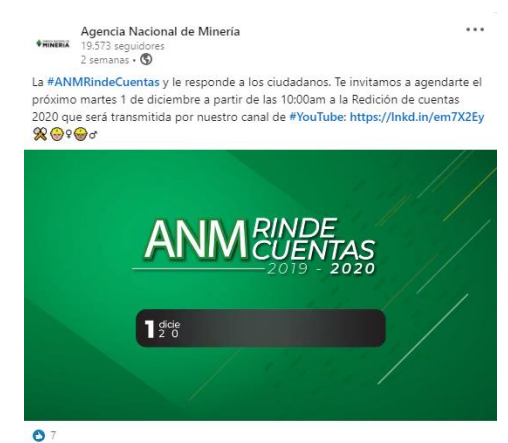 Agencia Nacional de Minería
MINERÍA
19.573 seguidores
2 semanas •
La #ANMRindeCuentas y le responde a los ciudadanos. Te invitamos a agendarte el
próximo martes 1 de diciembre a partir de las 10:00am a la Redición de cuentas
2020 que será transmitida por nuestro canal de #YouTube: https://lnkd.in/em7X2Ey
ANM RINDE
CUENTAS
2019 - 2020
1 dicie
2 0
7